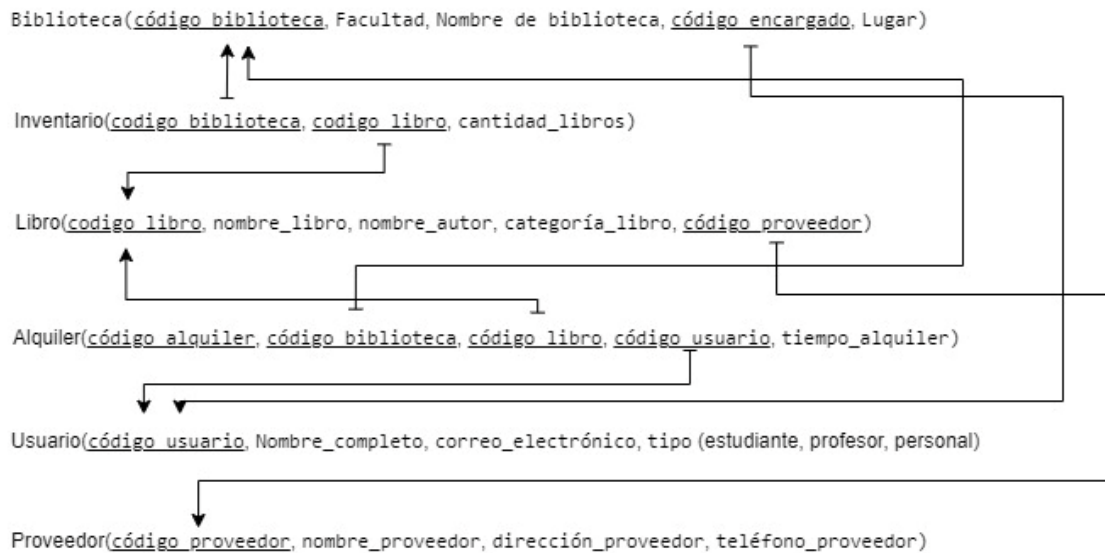 Biblioteca(código_biblioteca, Facultad, Nombre de biblioteca, código_encargado, Lugar)
Inventario(codigo_biblioteca, codigo_libro, cantidad_libros)
Libro(codigo_libro, nombre_libro, nombre_autor, categoría_libro, código_proveedor)
Alquiler(código_alquiler, código_biblioteca, código_libro, código_usuario, tiempo_alquiler)
Usuario(código_usuario, Nombre_completo, correo_electrónico, tipo (estudiante, profesor, personal)
Proveedor(código_proveedor, nombre_proveedor, dirección_proveedor, teléfono_proveedor)